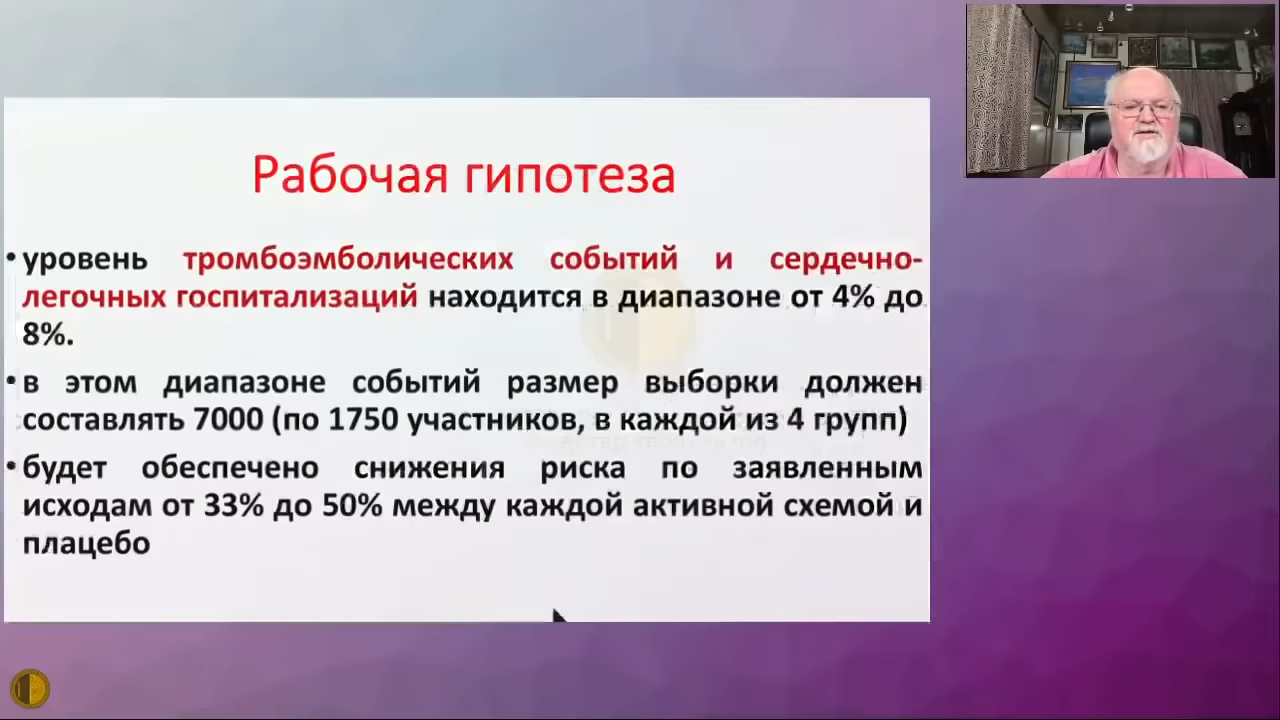 Рабочая гипотеза
• уровень тромбоэмболических событий и сердечно-
легочных госпитализаций находится в диапазоне от 4% до
8%.
• в этом диапазоне событий размер выборки должен
составлять 7000 (по 1750 участников, в каждой из 4 групп)
• будет обеспечено снижения риска по заявленным
исходам от 33% до 50% между каждой активной схемой и
плацебо